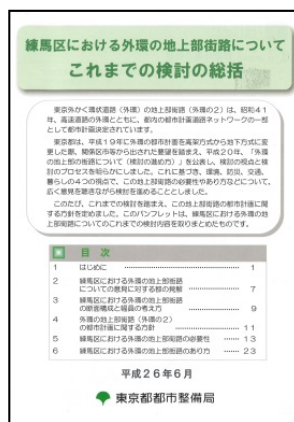 練馬区における外環の地上部街路について
これまでの検討の総括
東京外かく環状道路（外環）の地上部街路（外環の2）は、昭和41
年、高速道路の外環とともに、都内の都市計画道路ネットワークの一部
として都市計画決定されています。
東京都は、平成19年に外環の都市計画を高架方式から地下方式に変
更した際、関係区市等から出された要望を踏まえ、平成20年、「外環
の地上部の街路について（検討の進め方）」を公表し、検討の視点と検
討のプロセスを明らかにしました。これに基づき、環境、防災、交通、
暮らしの4つの視点で、この地上部街路の必要性やあり方などについて、
広く意見を聴きながら検討を進めることとしました。
このたび、これまでの検討を踏まえ、この地上部街路の都市計画に関
する方針を定めました。このパンフレットは、練馬区における外環の地
上部街路についてのこれまでの検討内容を取りまとめたものです。
目 次
1 はじめに ……………………………… 1
2 練馬区における外環の地上部街路
についての意見に対する都の見解 ……… 7
3 練馬区における外環の地上部街路
の断面構成と幅員の考え方 ……… 9
4 外環の地上部街路（外環の2）
の都市計画に関する方針 ……… 11
5 練馬区における外環の地上部街路の必要性 …… 13
6 練馬区における外環の地上部街路のあり方 …… 23
平成26年6月
東京都都市整備局